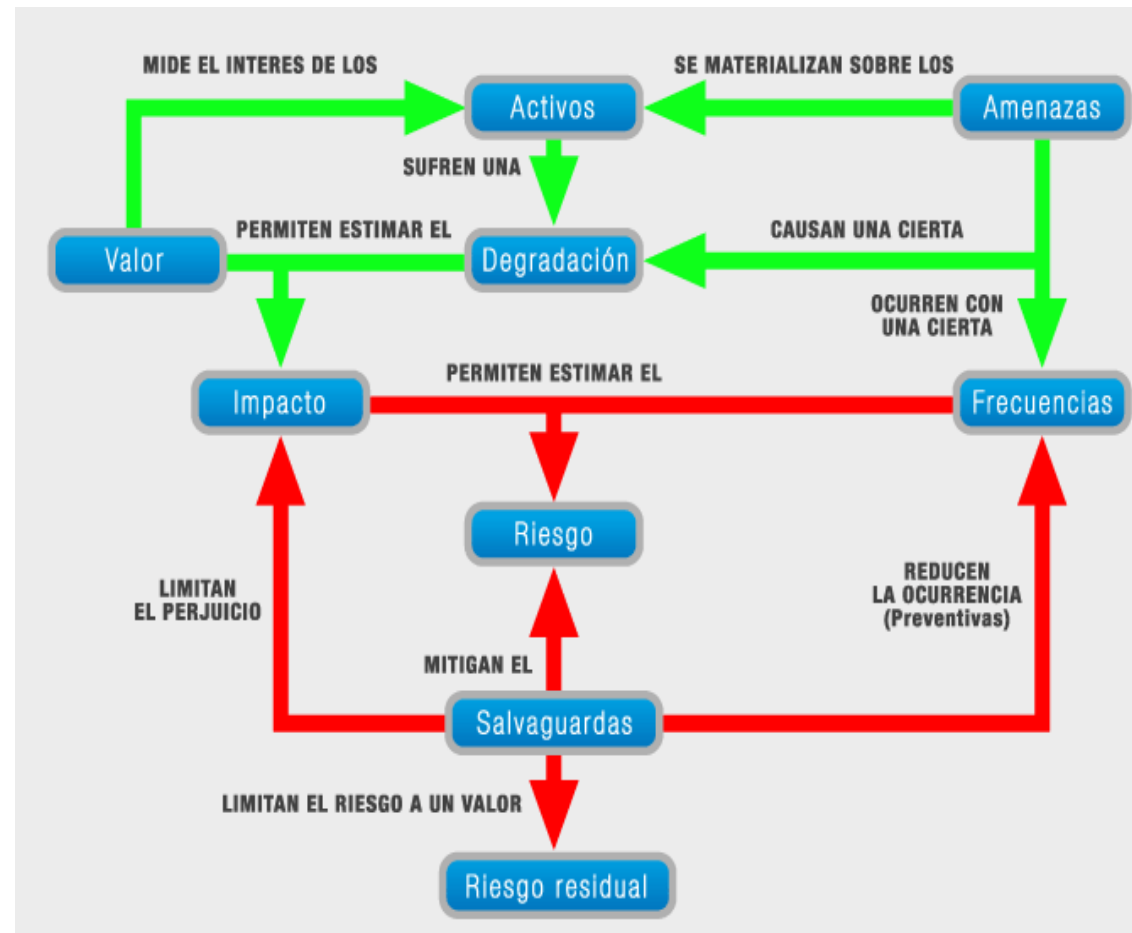 MIDE EL INTERES DE LOS
SE MATERIALIZAN SOBRE LOS
Activos
Amenazas
SUFREN UNA
PERMITEN ESTIMAR EL
CAUSAN UNA CIERTA
Valor
Degradación
OCURREN CON
UNA CIERTA
PERMITEN ESTIMAR EL
Impacto
Frecuencias
Riesgo
LIMITAN
EL PERJUICIO
REDUCEN
LA OCURRENCIA
(Preventivas)
MITIGAN EL
Salvaguardas
LIMITAN EL RIESGO A UN VALOR
Riesgo residual